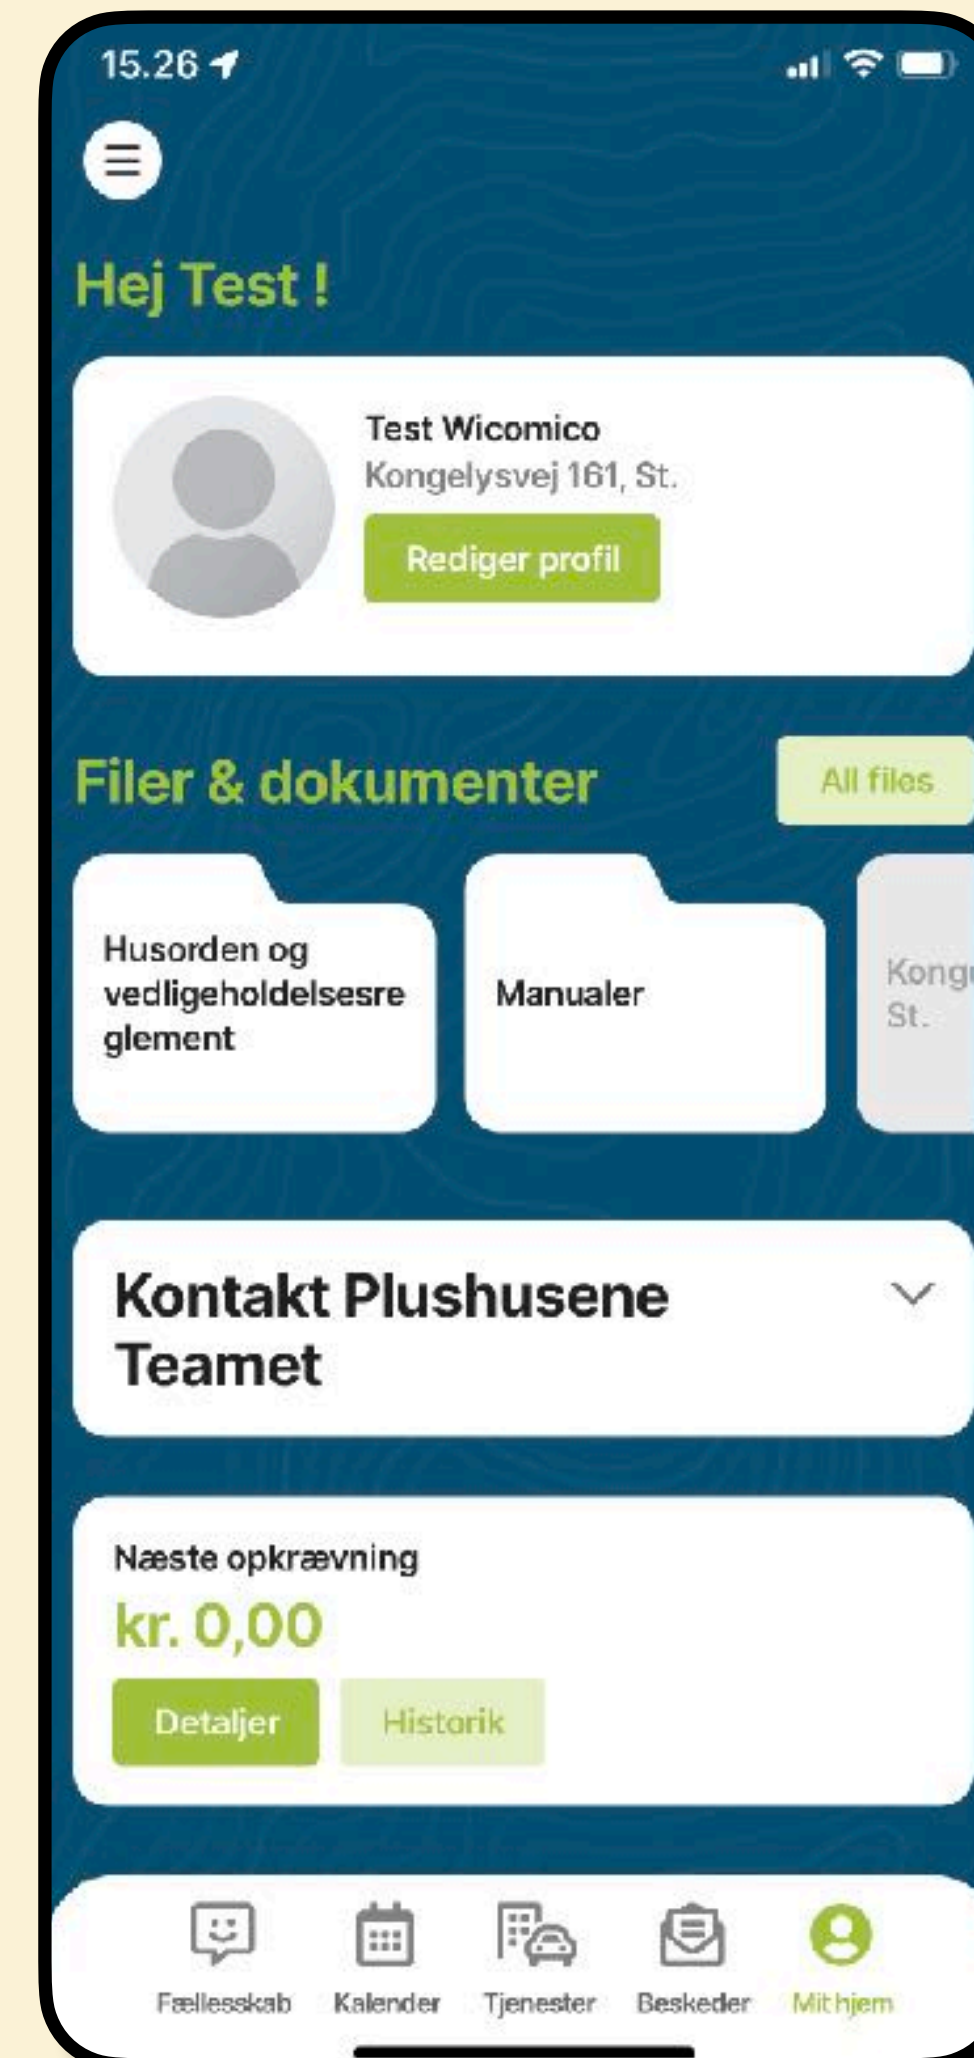 15.26
Hej Test !
Test Wicomico
Kongelysvej 161, St.
Rediger profil
Filer & dokumenter
All files
Husorden og
vedligeholdelsesre
glement
Manualer
St.
Kontakt Plushusene
Teamet
Næste opkrævning
kr. 0,00
Detaljer
Historik
Fællesskab
Kalender
Tjenester
Beskeder
Mit hjem